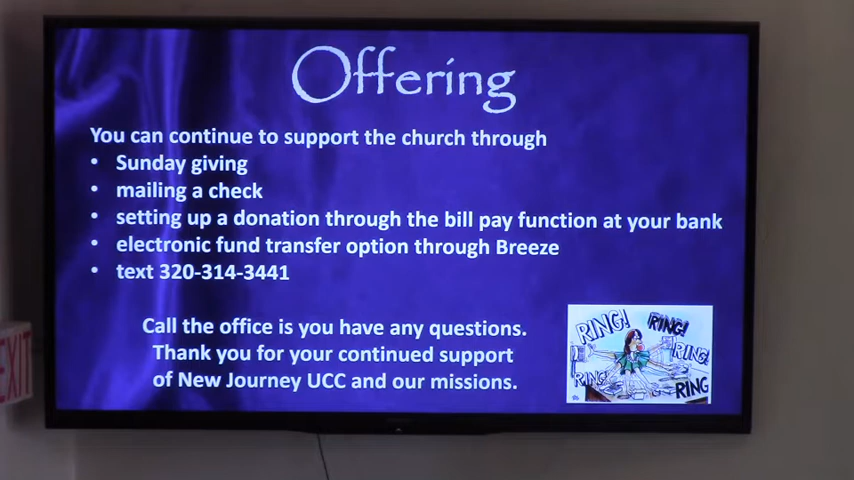 Offering
You can continue to support the church through
• Sunday giving
• mailing a check
• setting up a donation through the bill pay function at your bank
• electronic fund transfer option through Breeze
• text 320-314-3441
Call the office is you have any questions.
Thank you for your continued support
of New Journey UCC and our missions.
RING!
RING!
RING!
RING!
RING
EXIT